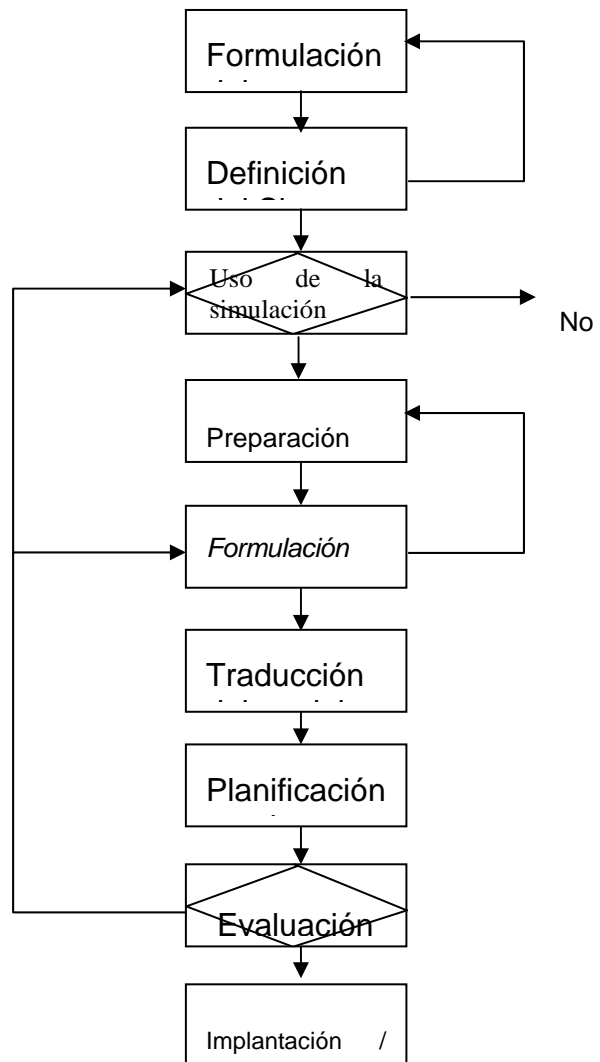 Formulación
Definición
Uso de la
simulación
No
Preparación
Formulación
Traducción
Planificación
Evaluación
Implantación /